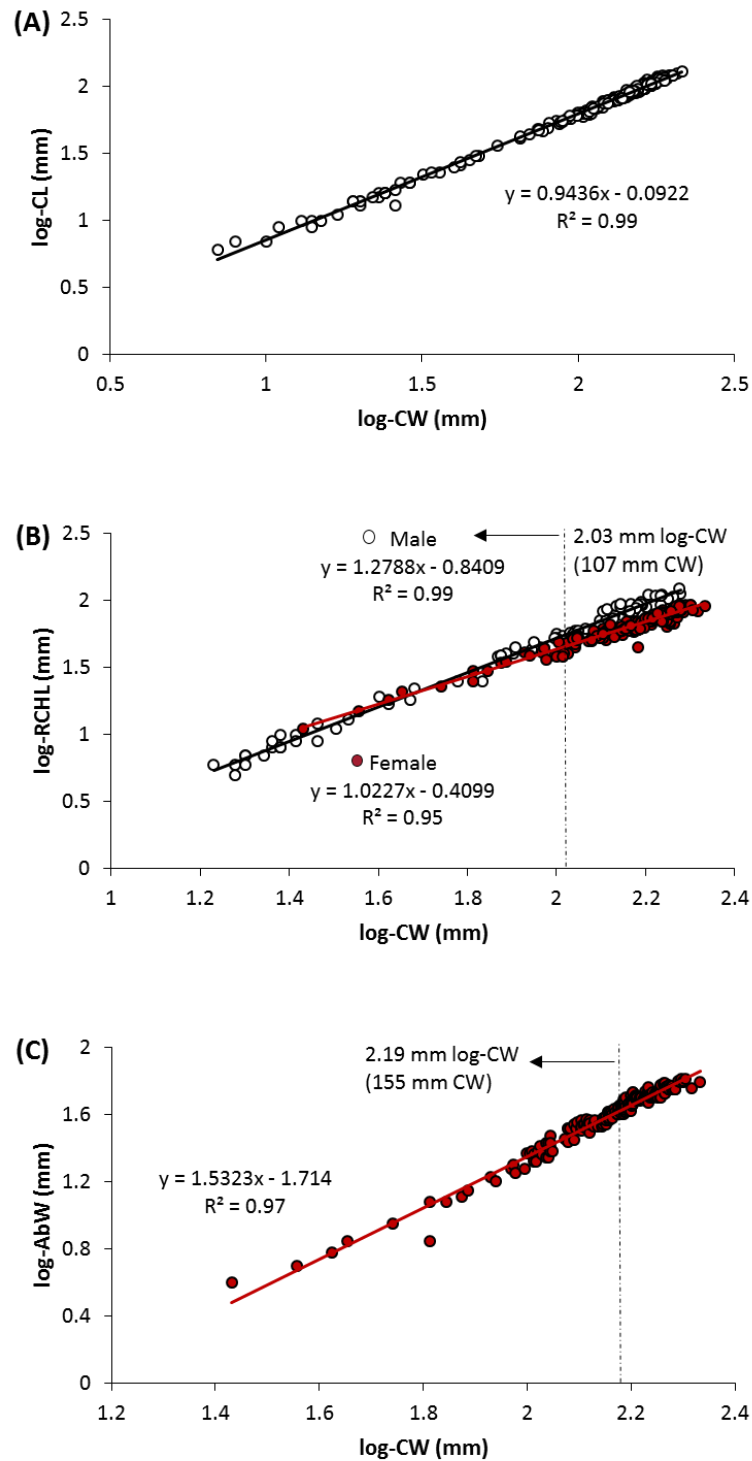 (A)
2.5
2
1.5
1
0.5
0
log-CL (mm)
y = 0.9436x - 0.0922
R² = 0.99
0.5 1 1.5 2 2.5
log-CW (mm)
(B)
2.5
2
1.5
1
0.5
0
log-RCHL (mm)
Male
y = 1.2788x - 0.8409
R² = 0.99
2.03 mm log-CW
(107 mm CW)
Female
y = 1.0227x - 0.4099
R² = 0.95
1 1.2 1.4 1.6 1.8 2 2.2 2.4
log-CW (mm)
(C)
2
1.6
1.2
0.8
0.4
0
log-AbW (mm)
2.19 mm log-CW
(155 mm CW)
y = 1.5323x - 1.714
R² = 0.97
1.2 1.4 1.6 1.8 2 2.2 2.4
log-CW (mm)